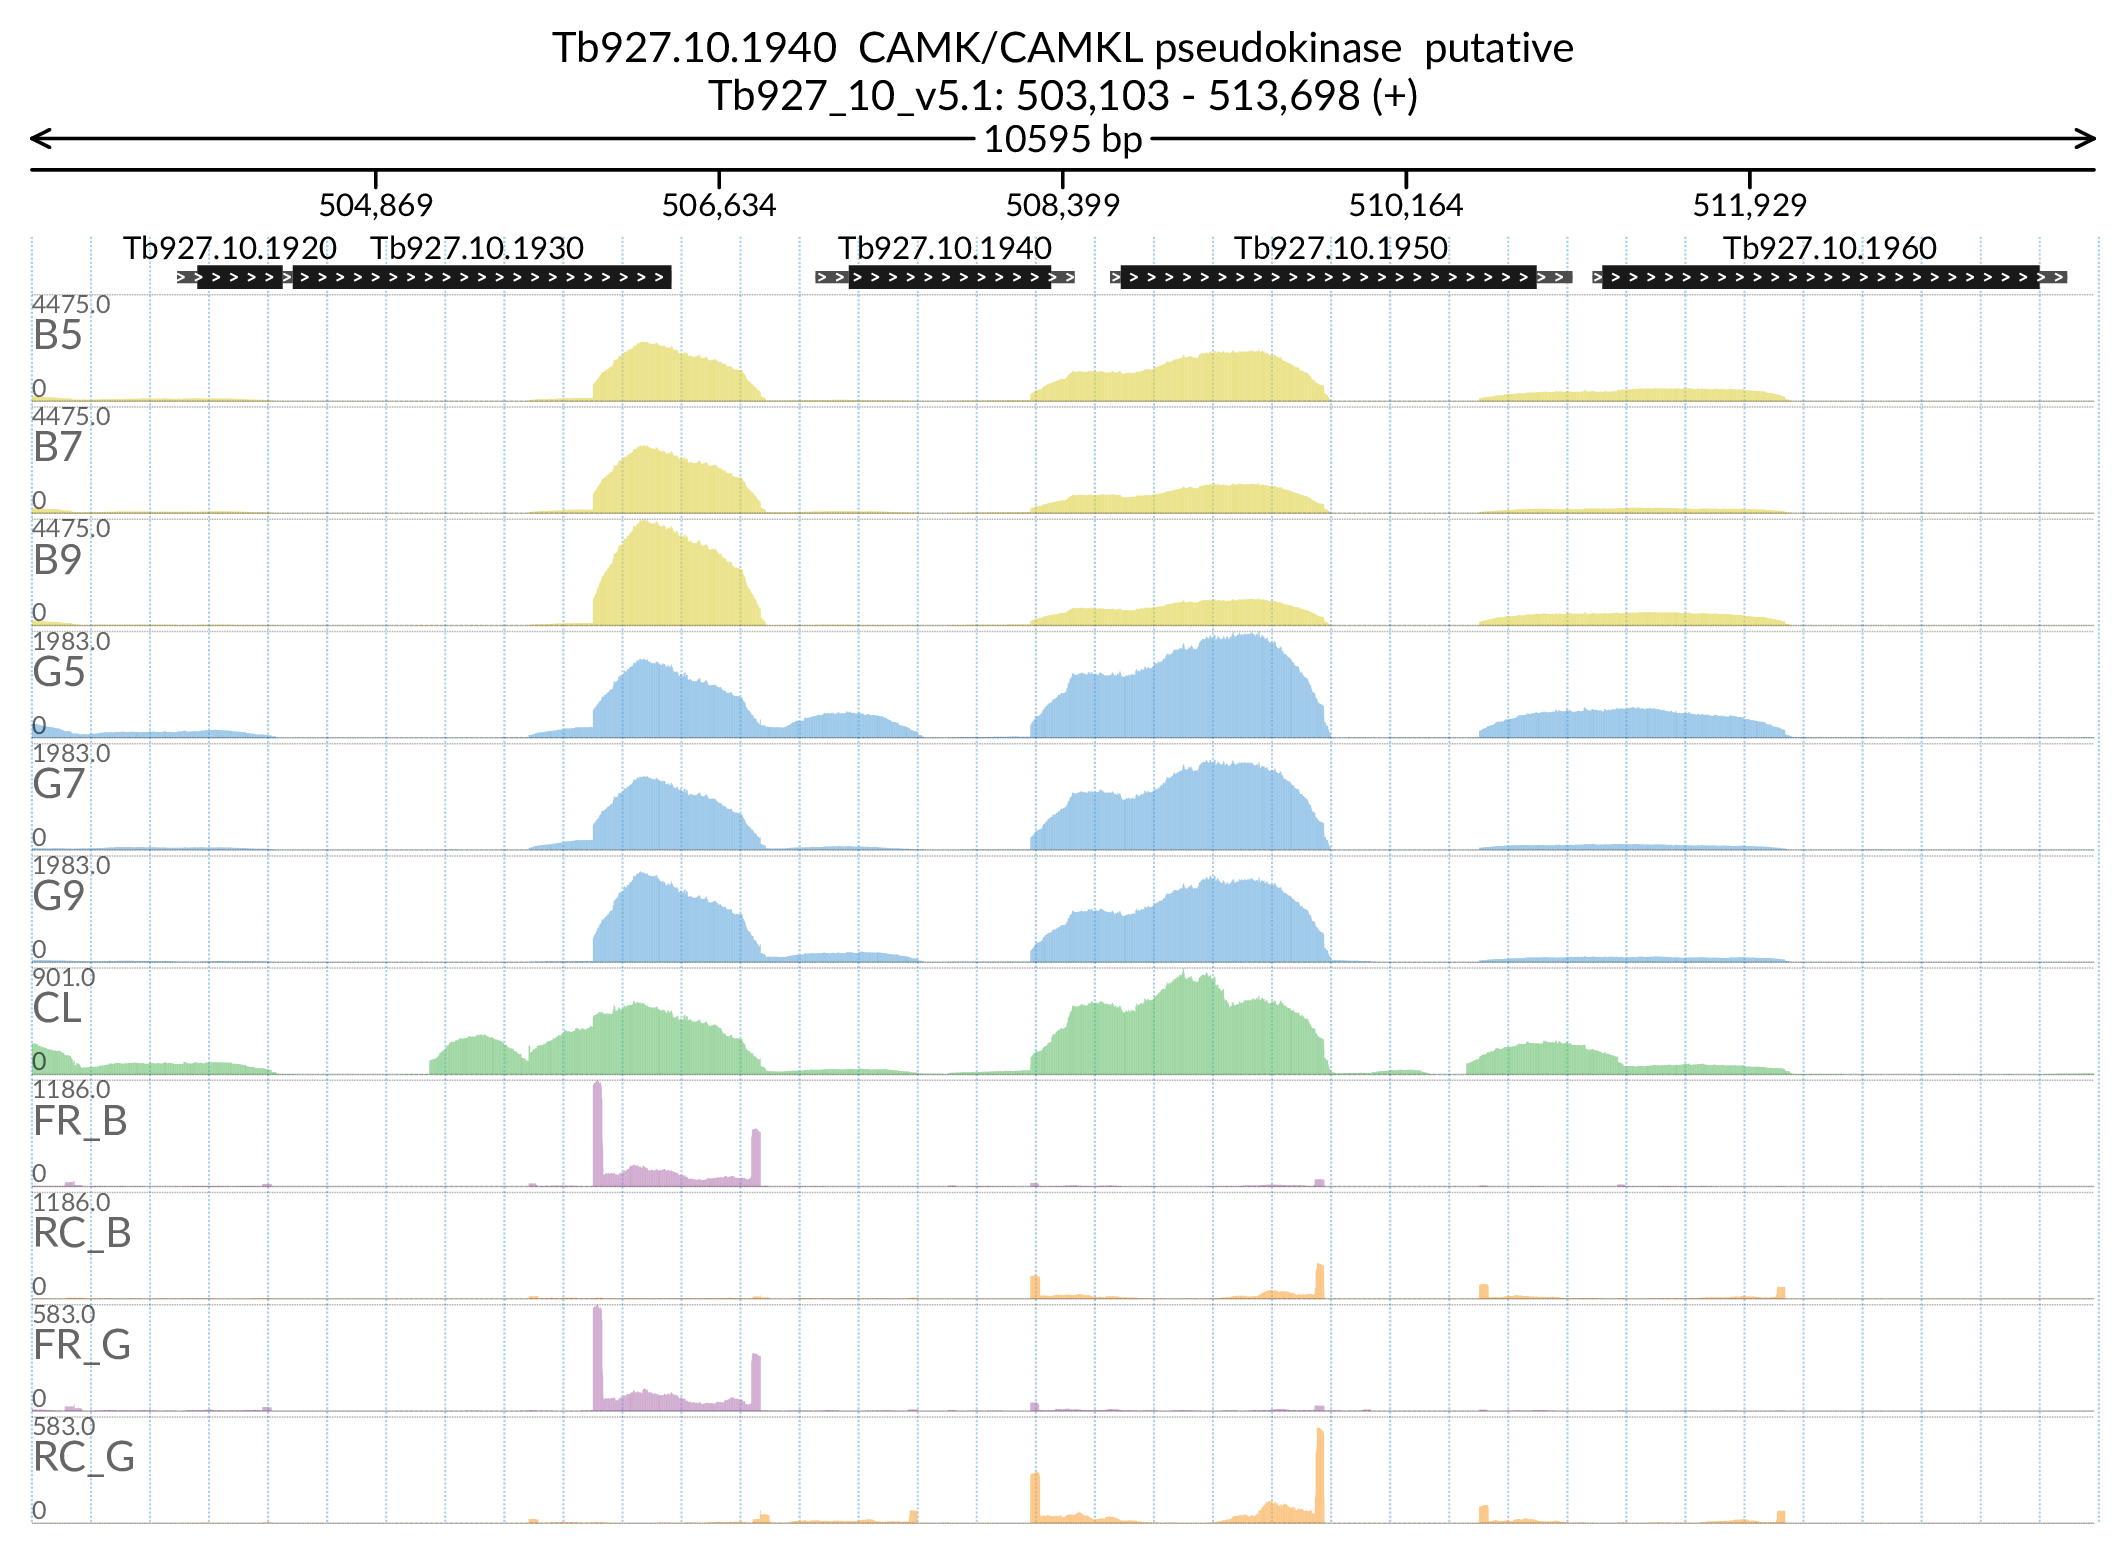 Tb927.10.1940  CAMK/CAMKL pseudokinase  putative
Tb927_10_v5.1: 503,103 - 513,698 (+)
10595 bp
504,869 506,634 508,399 510,164 511,929
Tb927.10.1920 Tb927.10.1930 Tb927.10.1940 Tb927.10.1950 Tb927.10.1960
4475.0
B5
0
4475.0
B7
0
4475.0
B9
0
1983.0
G5
0
1983.0
G7
0
1983.0
G9
0
901.0
CL
0
1186.0
FR_B
0
1186.0
RC_B
0
583.0
FR_G
0
583.0
RC_G
0